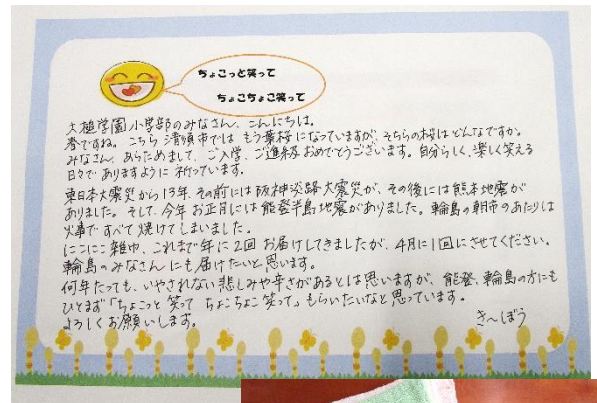 ちょこっと笑って
ちょこちょこ笑って
大槌学園小学部のみなさん、こんにちは。
春ですね。こちら清須市では もう葉桜になっていますが、そちらの桜はどんなですか。
みなさん、あらためまして、ご入学、ご進級おめでとうございます。自分らしく、楽しく笑える
日々でありますように祈っています。
東日本大震災から13年、その前には阪神淡路大震災が、その後には熊本地震が
ありました。そして、今年お正月には能登半島地震がありました。輪島の朝市のあたりは
火事ですべて焼けてしまいました。
にこにこ雑巾、これまで年に2回お届けしてきましたが、4月に1回にさせてください。
輪島のみなさんにも届けたいと思います。
何年たっても、いやされない悲しみや辛さがあるとは思いますが、能登、輪島の方にも
ひとまず「ちょこっと笑って ちょこちょこ笑って」もらいたいなと思っています。
よろしくお願いします。
き〜ぼう